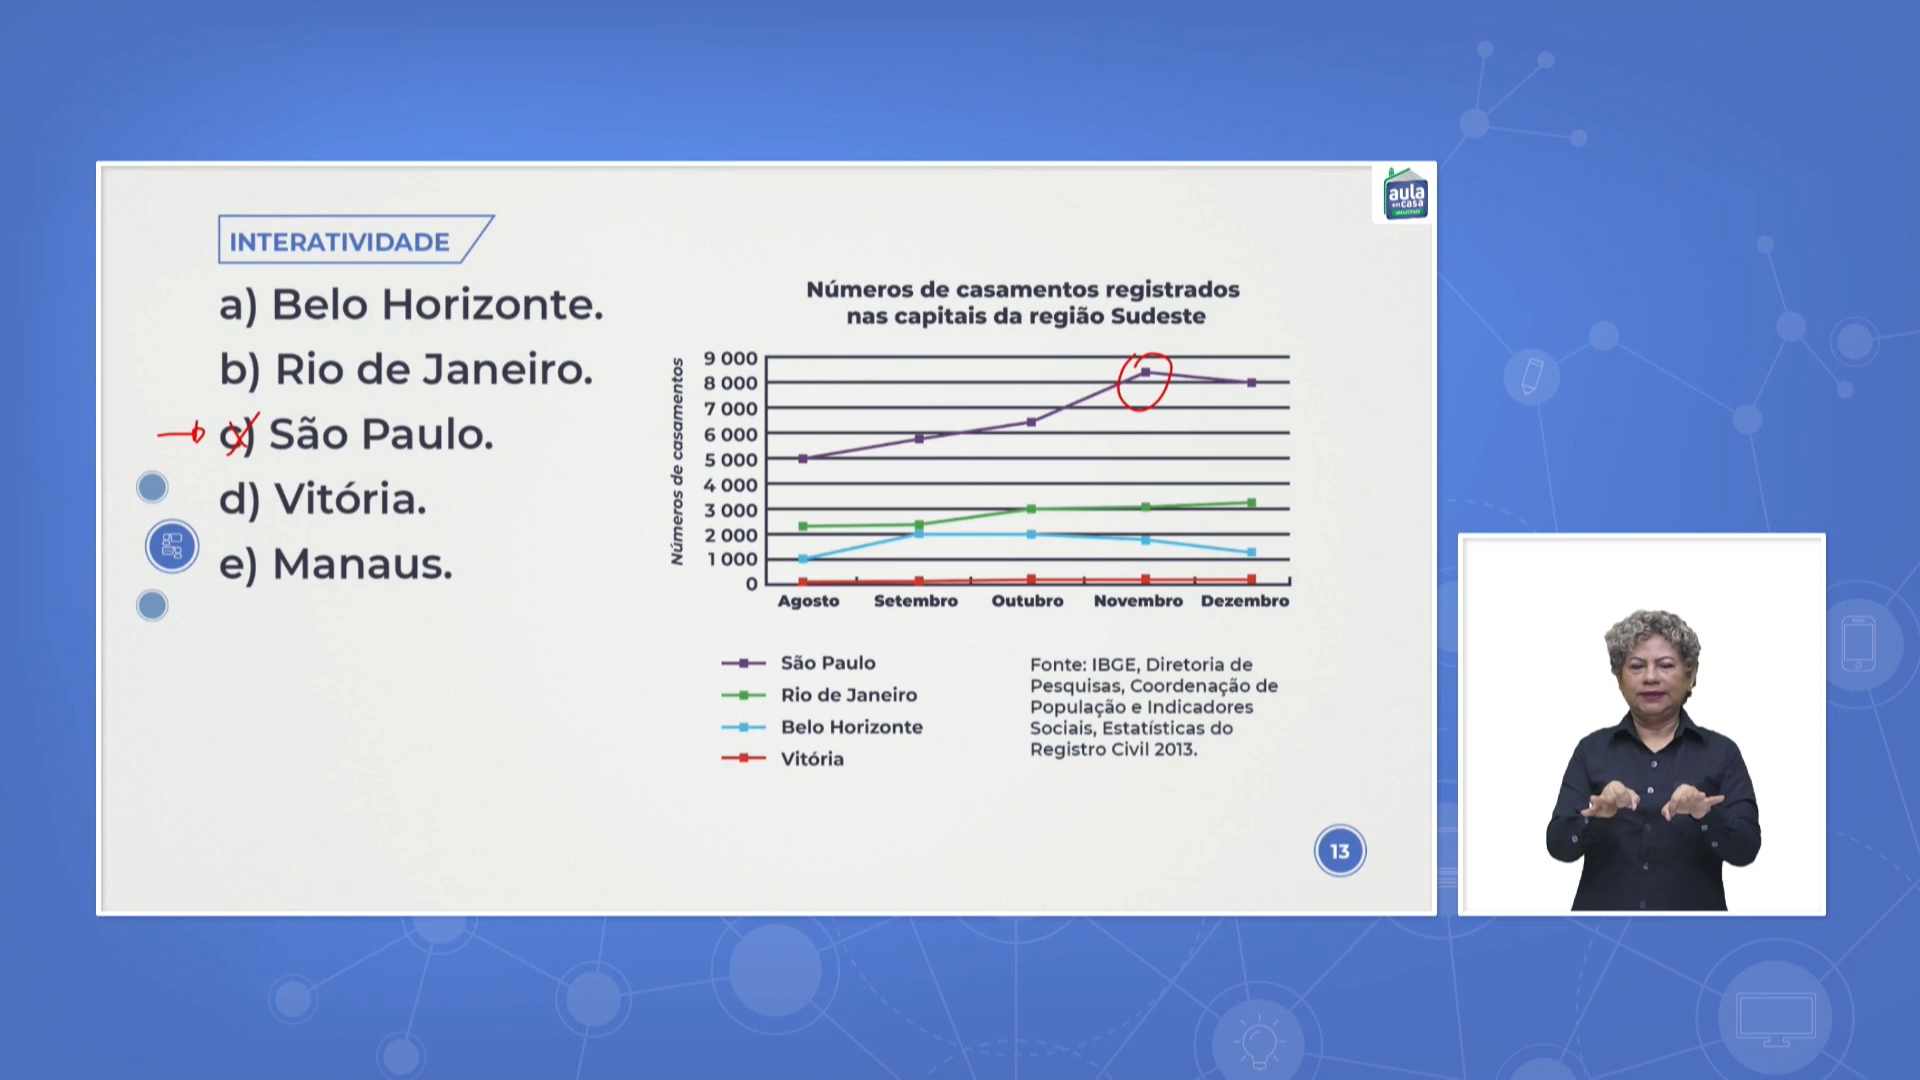 aula
em casa
INTERATIVIDADE
a) Belo Horizonte.
b) Rio de Janeiro.
c) São Paulo.
d) Vitória.
e) Manaus.
Números de casamentos registrados
nas capitais da região Sudeste
Números de casamentos
9 000
8 000
7 000
6 000
5 000
4 000
3 000
2 000
1 000
0
Agosto Setembro Outubro Novembro Dezembro
São Paulo
Rio de Janeiro
Belo Horizonte
Vitória
Fonte: IBGE, Diretoria de
Pesquisas, Coordenação de
População e Indicadores
Sociais, Estatísticas do
Registro Civil 2013.
13